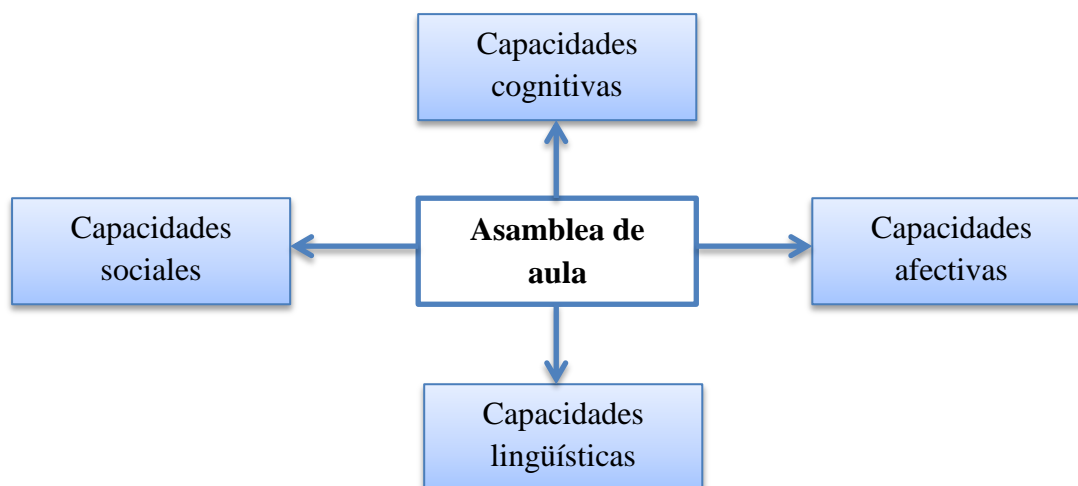 Capacidades
cognitivas
Capacidades
sociales
Asamblea de
aula
Capacidades
afectivas
Capacidades
lingüísticas